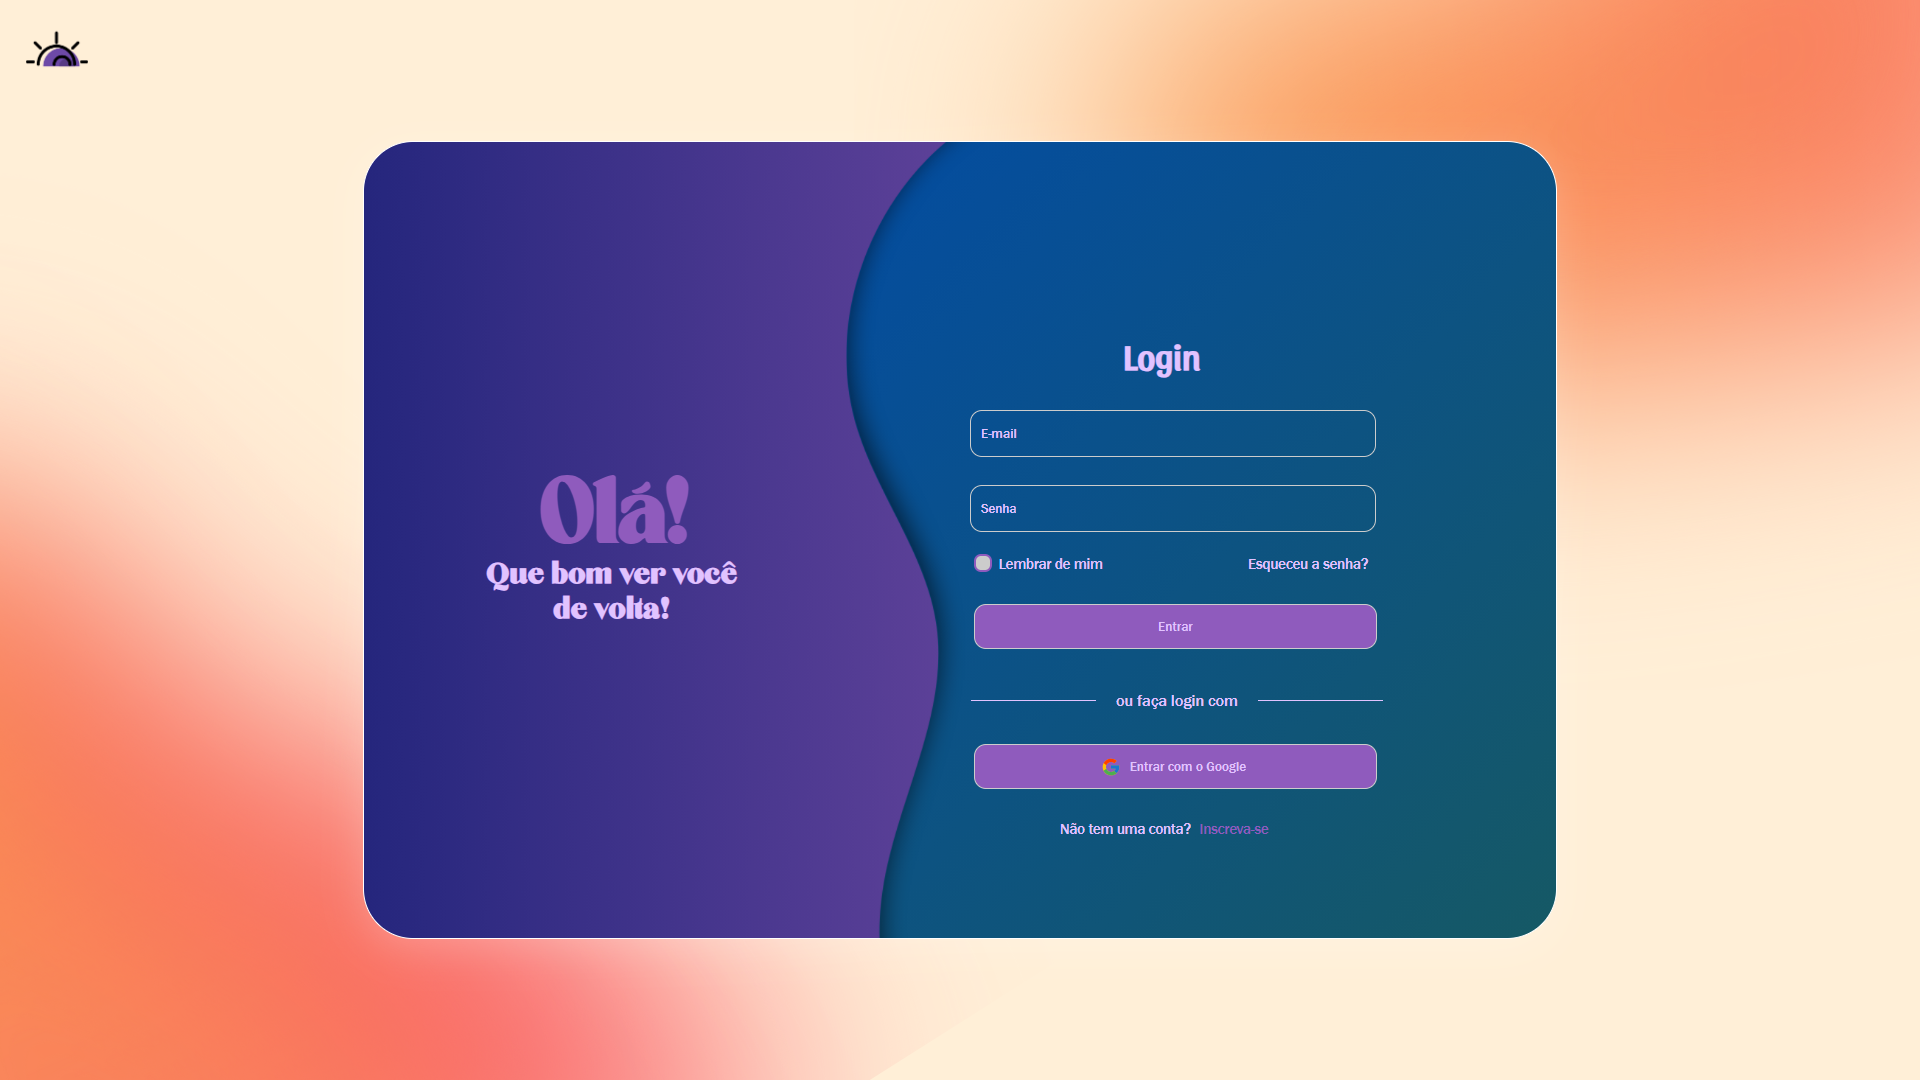 Olá!
Que bom ver você
de volta!
Login
E-mail
Senha
Lembrar de mim
Esqueceu a senha?
Entrar
ou faça login com
Entrar com o Google
Não tem uma conta? Inscreva-se